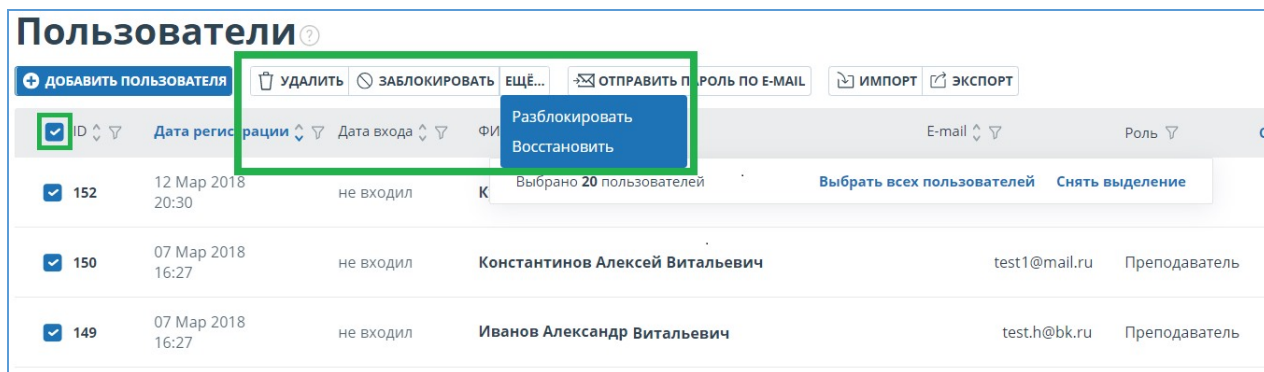 Пользователи
ДОБАВИТЬ ПОЛЬЗОВАТЕЛЯ УДАЛИТЬ ЗАБЛОКИРОВАТЬ ЕЩЁ... ОТПРАВИТЬ ПАРОЛЬ ПО E-MAIL ИМПОРТ ЭКСПОРТ
Разблокировать
Восстановить
ID Дата регистрации Дата входа E-mail Роль
Выбрано 20 пользователей Выбрать всех пользователей Снять выделение
152 12 Мар 2018 не входил
20:30
150 07 Мар 2018 не входил Константинов Алексей Витальевич test1@mail.ru Преподаватель
16:27
149 07 Мар 2018 не входил Иванов Александр Витальевич test.h@bk.ru Преподаватель
16:27